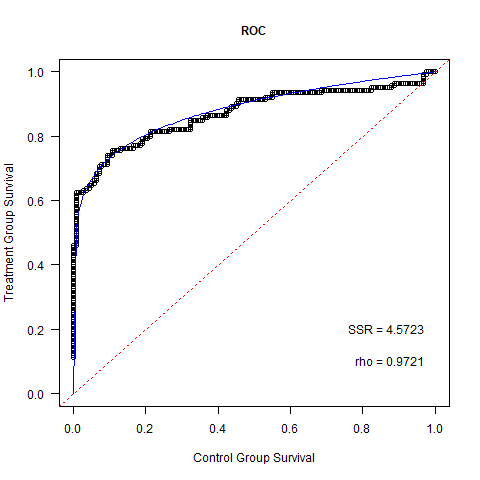 ROC
1.0
0.8
0.6
0.4
0.2
0.0
Treatment Group Survival
SSR = 4.5723
rho = 0.9721
0.0 0.2 0.4 0.6 0.8 1.0
Control Group Survival